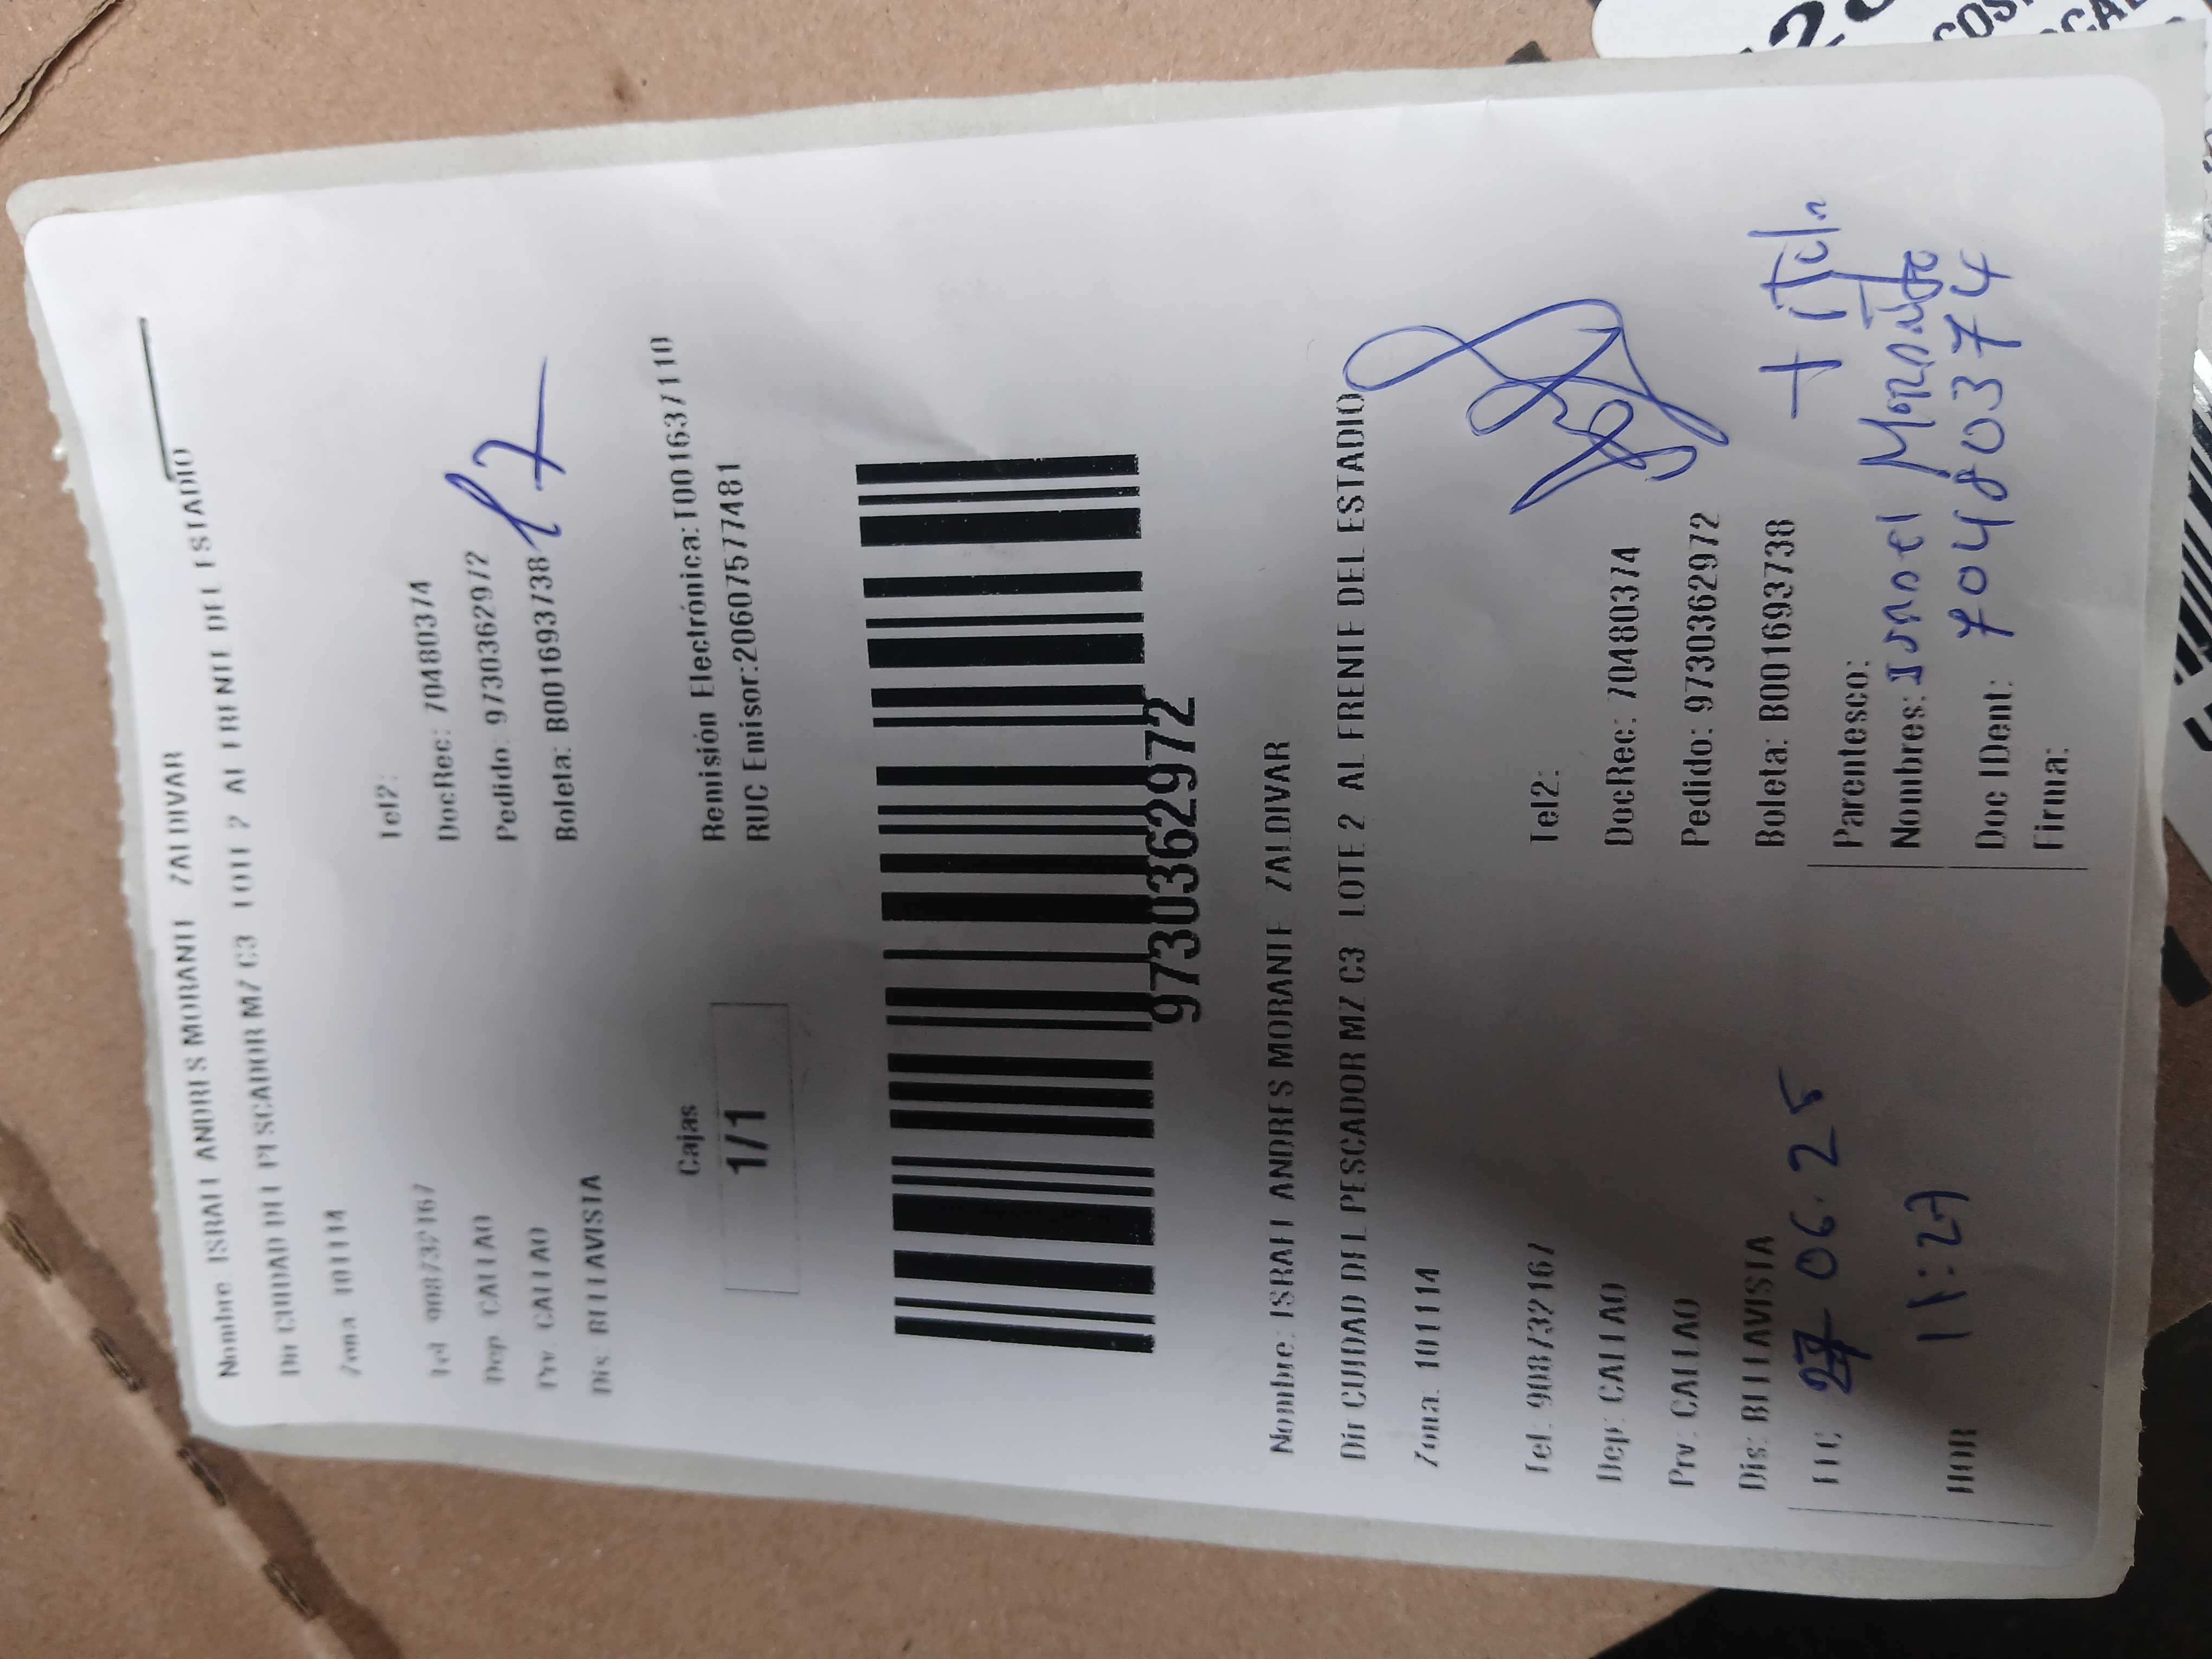 Nombre ISRAEL ANDRES MORANTE ZALDIVAR
Dir CUIDAD DEL PESCADOR MZ C3 LOTE 2 AL FRENTE DEL ESTADIO
Zona 101114
Tel 908732167
Tel2:
Dep CALLAO
DocRec: 70480374
Prv CALLAO
Pedido: 9730362972
Dis: BELLAVISTA
Boleta: B001693738
17
Cajas
1/1
Remisión Electrónica:T001637110
RUC Emisor:20607577481
9730362972
Nombre: ISRAEL ANDRES MORANTE ZALDIVAR
Dir CUIDAD DEL PESCADOR MZ C3 LOTE 2 AL FRENTE DEL ESTADIO
Zona: 101114
Tel: 908732167
Tel2:
Dep: CALLAO
DocRec: 70480374
Prv: CALLAO
Pedido: 9730362972
Dis: BELLAVISTA
Boleta: B001693738
FEC 27 06.25
Parentesco:
Nombres: Israel Morante
HOR 11:27
Doc IDent: 70480374
Firma: